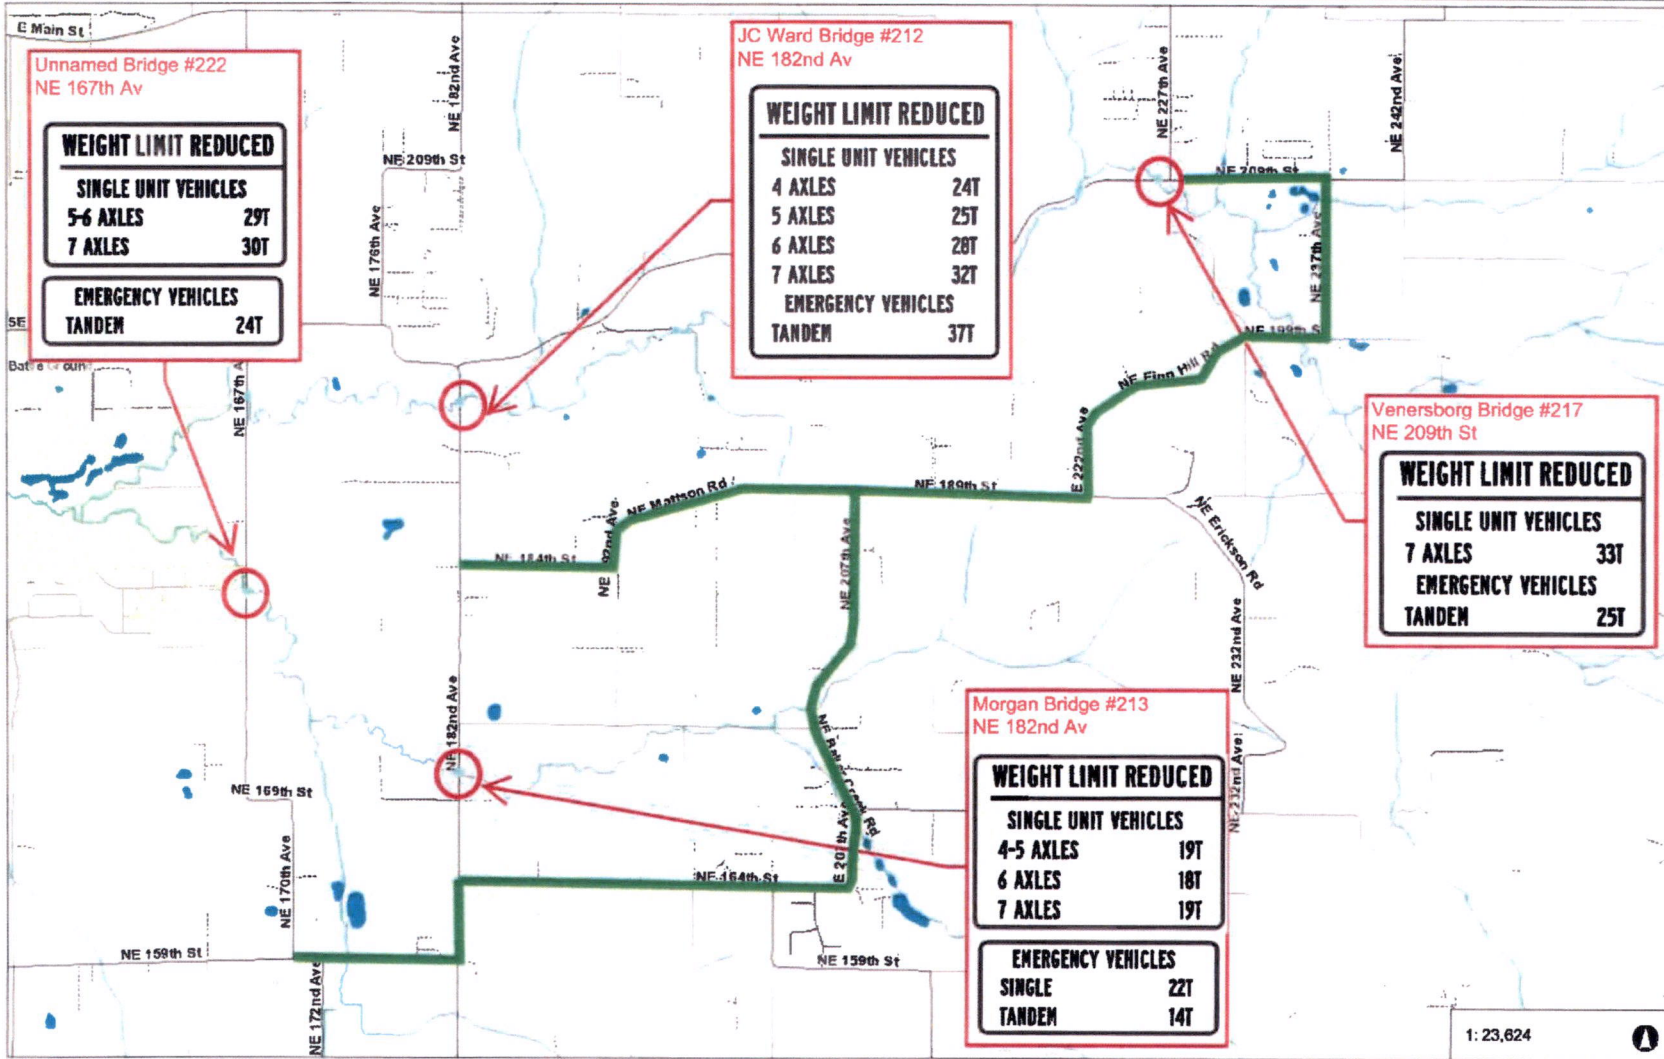 E Main St
Unnamed Bridge #222
NE 167th Av
WEIGHT LIMIT REDUCED
SINGLE UNIT VEHICLES
5-6 AXLES 29T
7 AXLES 30T
EMERGENCY VEHICLES
TANDEM 24T
NE 182nd Ave
NE 209th St
NE 176th Ave
JC Ward Bridge #212
NE 182nd Av
WEIGHT LIMIT REDUCED
SINGLE UNIT VEHICLES
4 AXLES 24T
5 AXLES 25T
6 AXLES 28T
7 AXLES 32T
EMERGENCY VEHICLES
TANDEM 37T
NE 227th Ave
NE 242nd Ave
NE 209th St
NE 237th Ave
NE 199th S
NE Finn Hill Rd
E 222nd Ave
SE
NE 167th A
Venersborg Bridge #217
NE 209th St
WEIGHT LIMIT REDUCED
SINGLE UNIT VEHICLES
7 AXLES 33T
EMERGENCY VEHICLES
TANDEM 25T
NE 189th St
NE Mattson Rd
NE 184th St
NE 207th Ave
NE Erickson Rd
NE 232nd Ave
NE 182nd Ave
Morgan Bridge #213
NE 182nd Av
WEIGHT LIMIT REDUCED
SINGLE UNIT VEHICLES
4-5 AXLES 19T
6 AXLES 18T
7 AXLES 19T
EMERGENCY VEHICLES
SINGLE 22T
TANDEM 14T
NE 232nd Ave
NE 169th St
NE 170th Ave
NE Baker Creek Rd
E 207th Ave
NE 164th St
NE 159th St
NE 159th St
NE 172nd Ave
1: 23,624